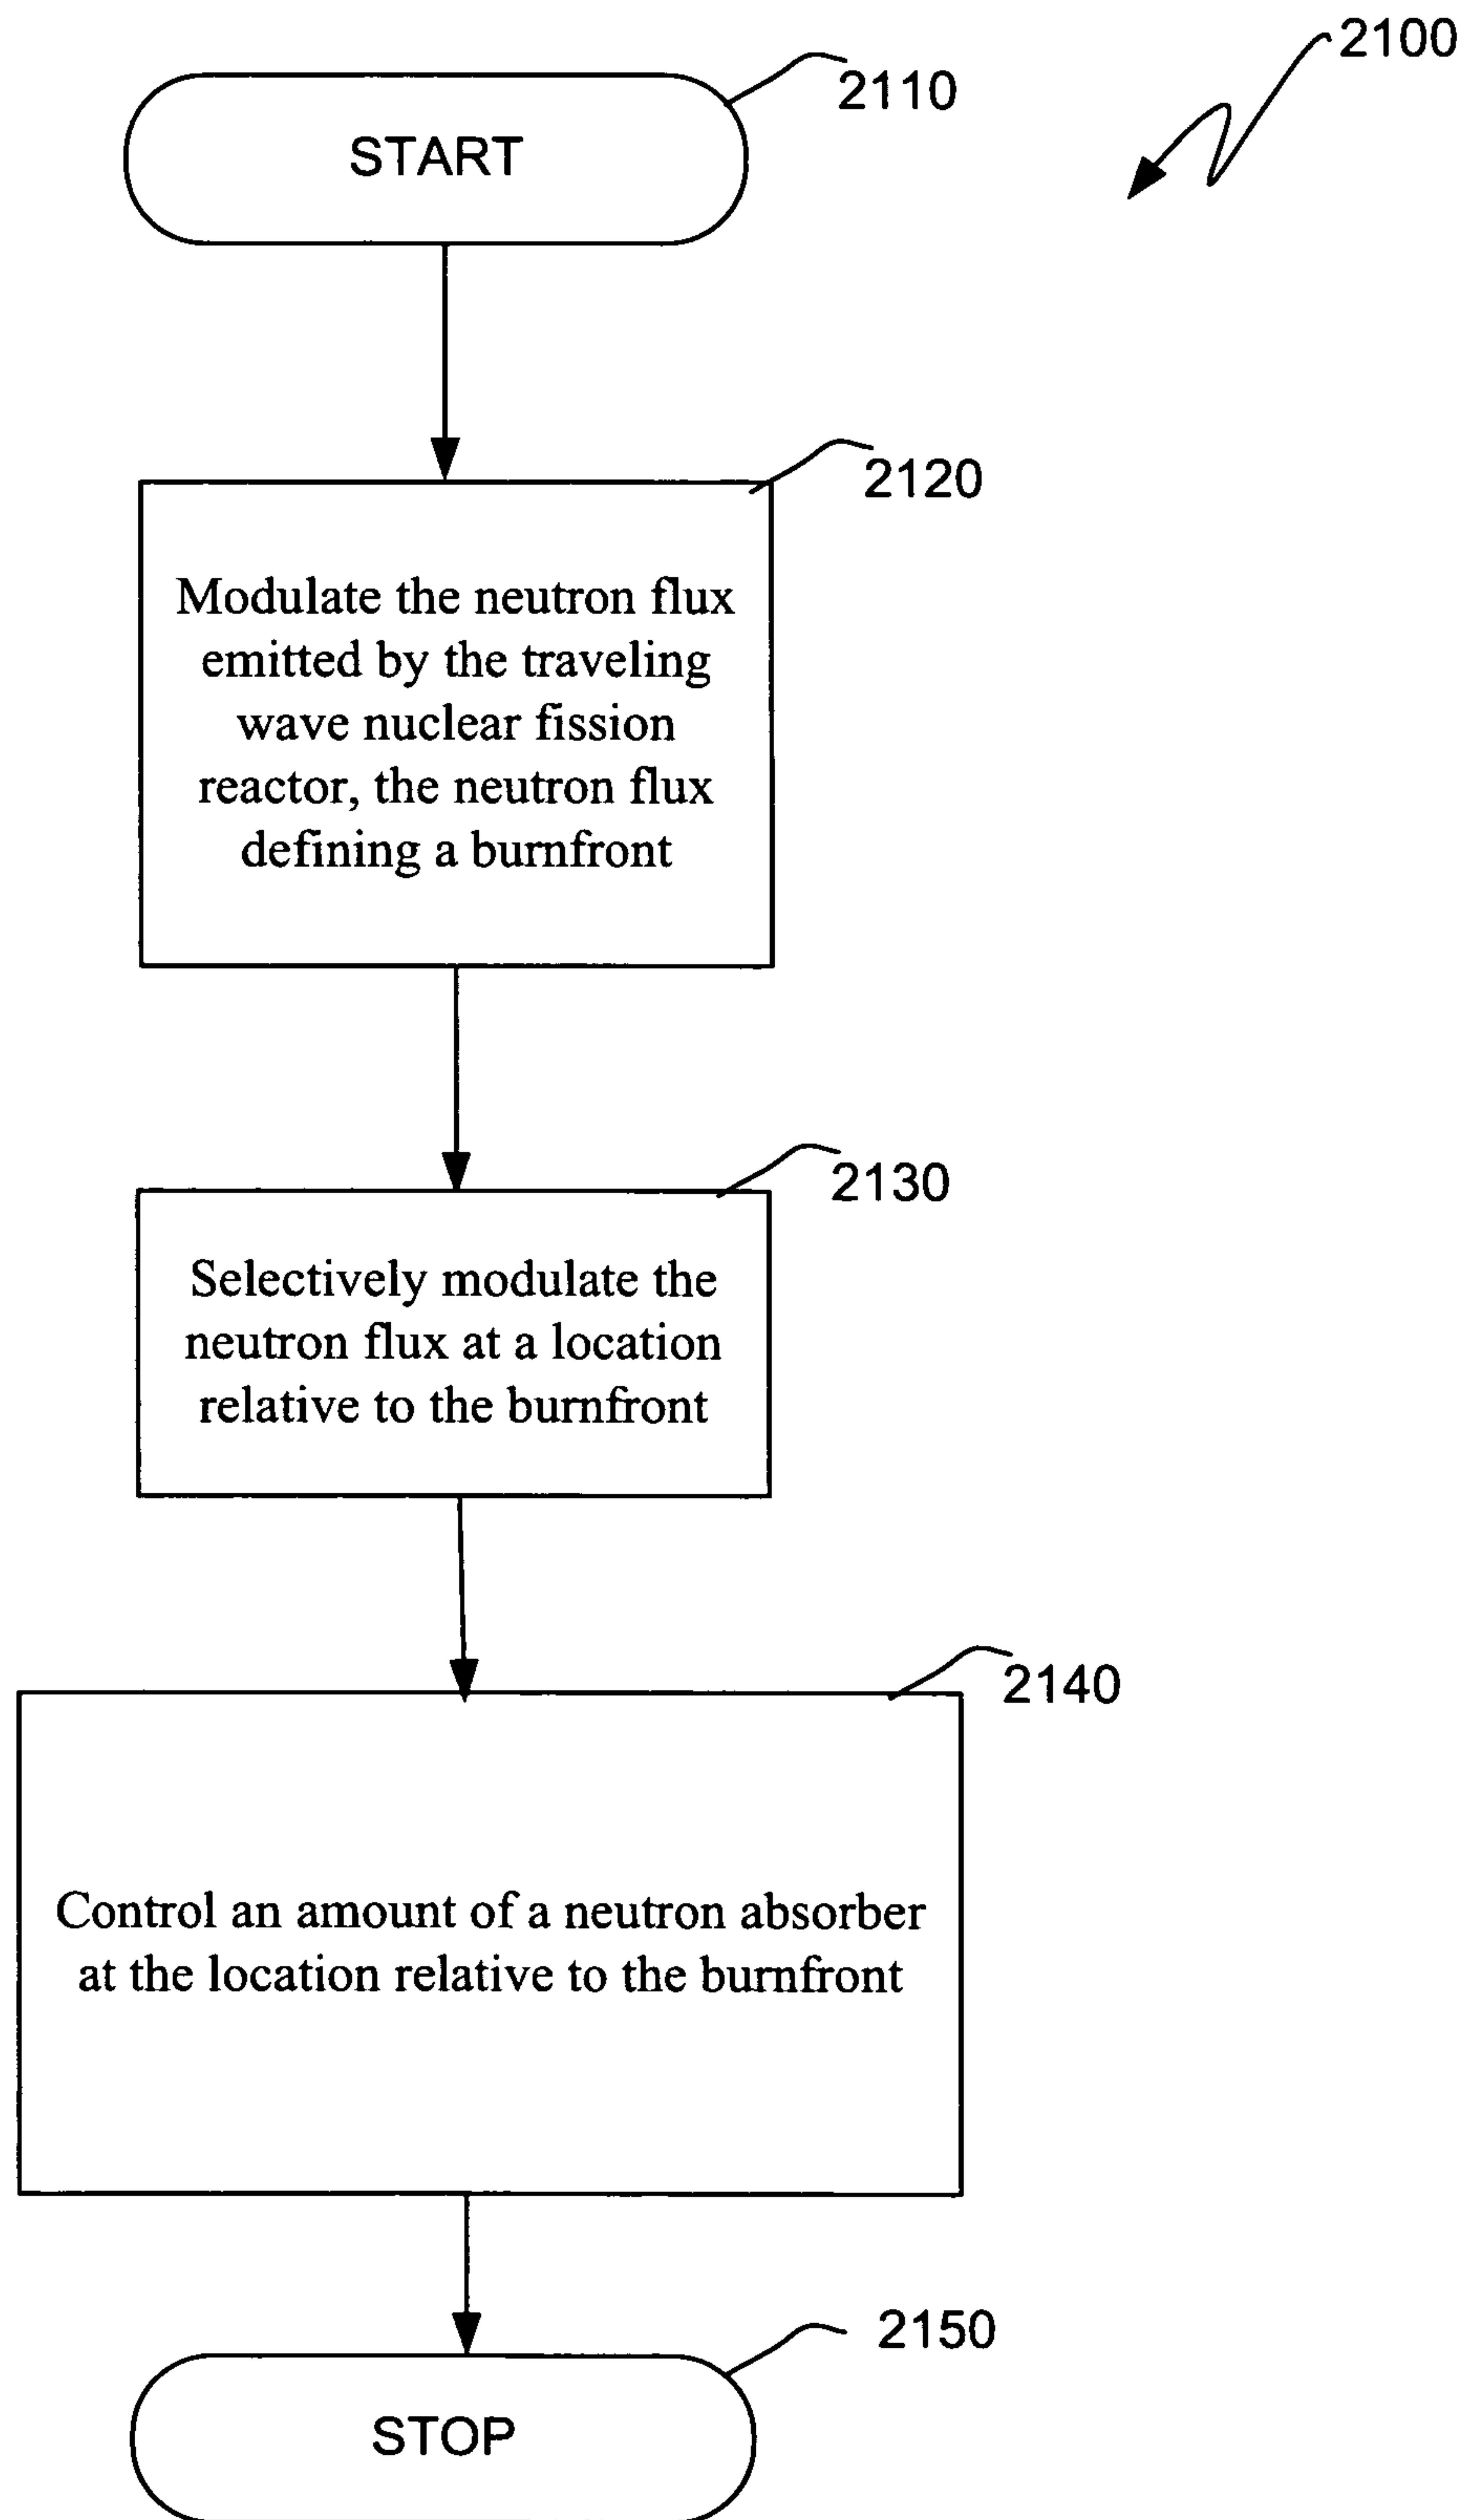 2100
2110
START
2120
Modulate the neutron flux
emitted by the traveling
wave nuclear fission
reactor, the neutron flux
defining a burnfront
2130
Selectively modulate the
neutron flux at a location
relative to the burnfront
2140
Control an amount of a neutron absorber
at the location relative to the burnfront
2150
STOP